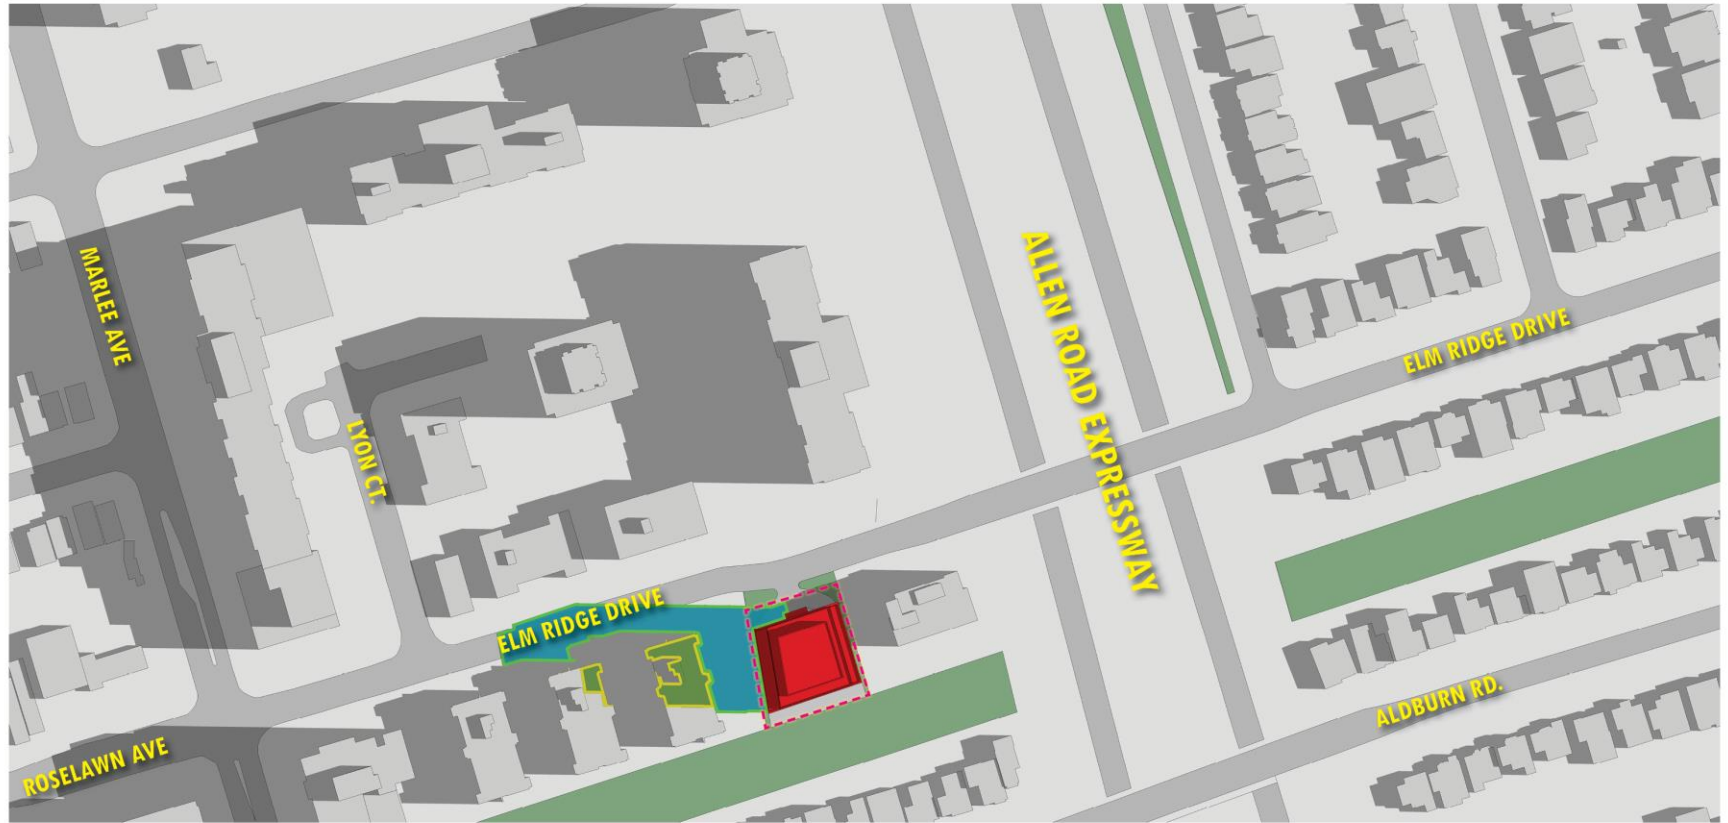 MARLEE AVE
ALLEN ROAD EXPRESSWAY
ELM RIDGE DRIVE
LYON CT.
ELM RIDGE DRIVE
ALDBURN RD.
ROSELAWN AVE